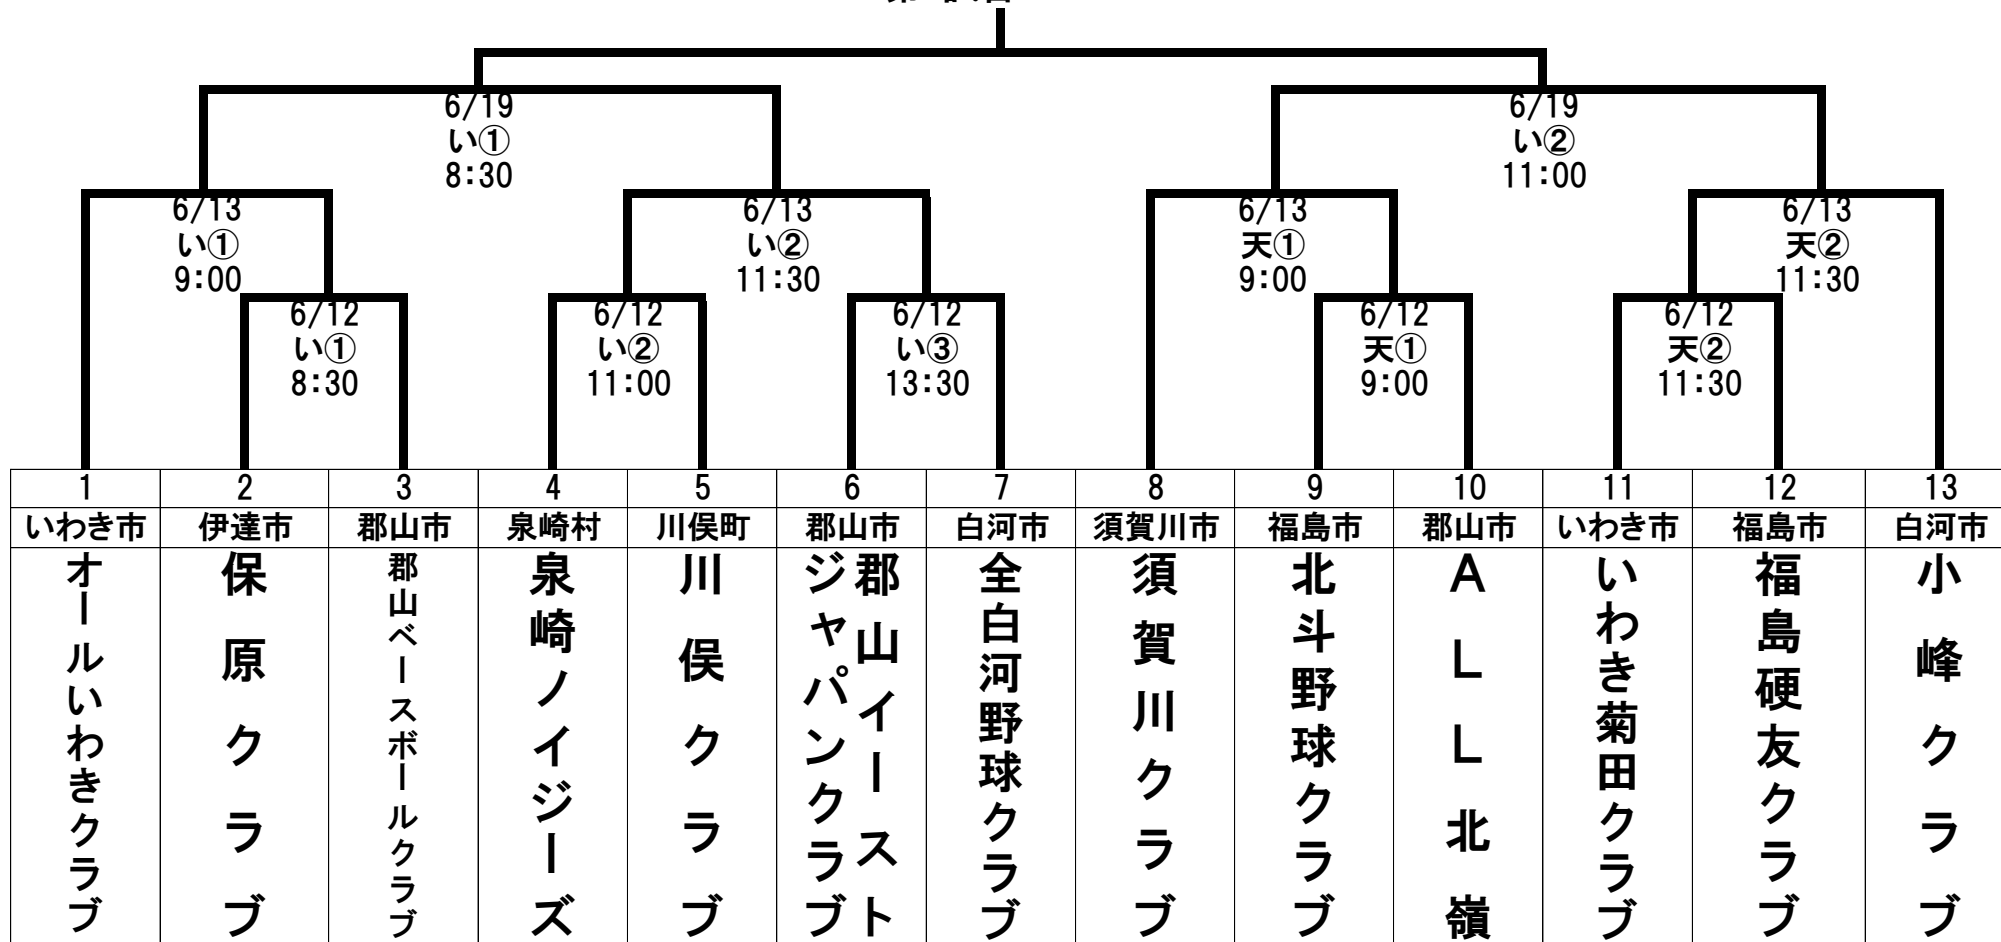 6/19
い①
8:30
6/19
い②
11:00
6/13
い①
9:00
6/13
い②
11:30
6/13
天①
9:00
6/13
天②
11:30
6/12
い①
8:30
6/12
い②
11:00
6/12
い③
13:30
6/12
天①
9:00
6/12
天②
11:30
1 2 3 4 5 6 7 8 9 10 11 12 13
いわき市 伊達市 郡山市 泉崎村 川俣町 郡山市 白河市 須賀川市 福島市 郡山市 いわき市 福島市 白河市
オールいわきクラブ
保原クラブ
郡山ベースボールクラブ
泉崎ノイジーズ
川俣クラブ
郡山イースト
ジャパンクラブ
全白河野球クラブ
須賀川クラブ
北斗野球クラブ
ALL北嶺
いわき菊田クラブ
福島硬友クラブ
小峰クラブ